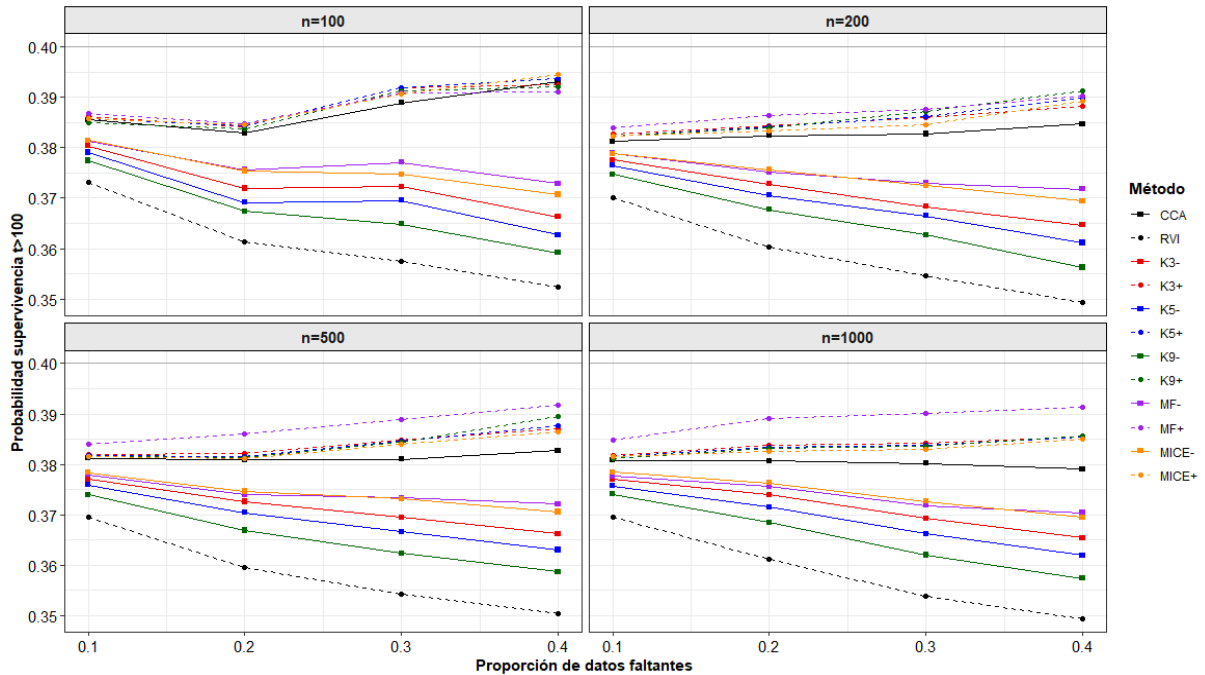 n=100
n=200
0.40
0.39
0.38
0.37
0.36
0.35
n=500
n=1000
0.40
0.39
0.38
0.37
0.36
0.35
0.1
0.2
0.3
0.4
0.1
0.2
0.3
0.4
Proporción de datos faltantes
Probabilidad supervivencia t>100
Método
CCA
RVI
K3-
K3+
K5-
K5+
K9-
K9+
MF-
MF+
MICE-
MICE+